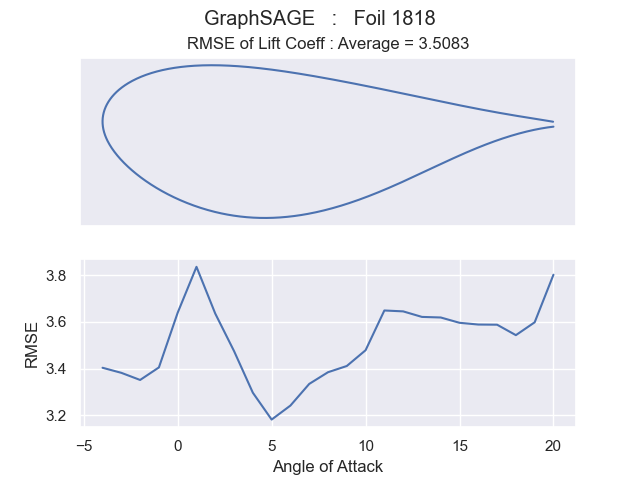 GraphSAGE   :   Foil 1818
RMSE of Lift Coeff : Average = 3.5083
3.8
3.6
3.4
3.2
RMSE
−5
0
5
10
15
20
Angle of Attack